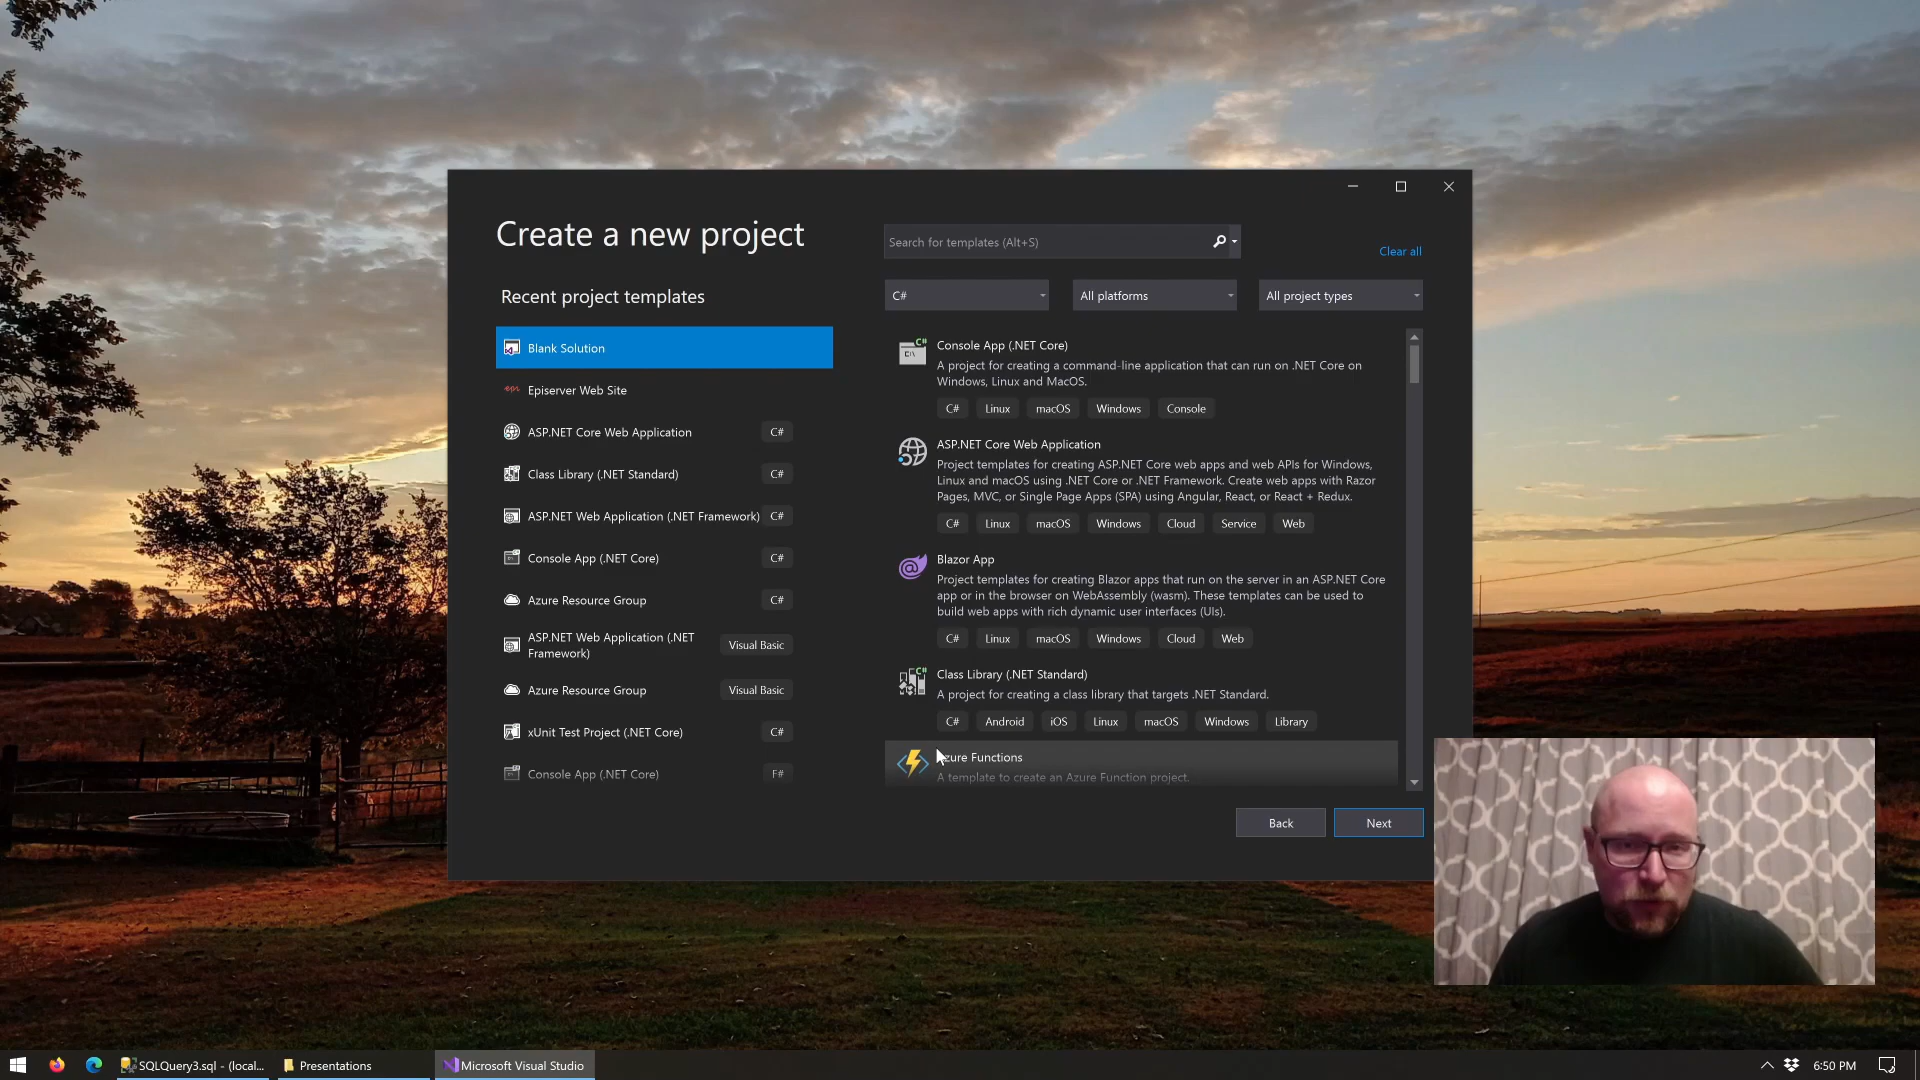 Create a new project
Search for templates (Alt+S)
Clear all
Recent project templates
C#
All platforms
All project types
Blank Solution
Episerver Web Site
ASP.NET Core Web Application C#
Class Library (.NET Standard) C#
ASP.NET Web Application (.NET Framework) C#
Console App (.NET Core) C#
Azure Resource Group C#
ASP.NET Web Application (.NET
Framework)
Visual Basic
Azure Resource Group Visual Basic
xUnit Test Project (.NET Core) C#
Console App (.NET Core) F#
Console App (.NET Core)
A project for creating a command-line application that can run on .NET Core on
Windows, Linux and MacOS.
C# Linux macOS Windows Console
ASP.NET Core Web Application
Project templates for creating ASP.NET Core web apps and web APIs for Windows,
Linux and macOS using .NET Core or .NET Framework. Create web apps with Razor
Pages, MVC, or Single Page Apps (SPA) using Angular, React, or React + Redux.
C# Linux macOS Windows Cloud Service Web
Blazor App
Project templates for creating Blazor apps that run on the server in an ASP.NET Core
app or in the browser on WebAssembly (wasm). These templates can be used to
build web apps with rich dynamic user interfaces (UIs).
C# Linux macOS Windows Cloud Web
Class Library (.NET Standard)
A project for creating a class library that targets .NET Standard.
C# Android iOS Linux macOS Windows Library
Azure Functions
A template to create an Azure Function project.
Back
Next
SQLQuery3.sql - (local...
Presentations
Microsoft Visual Studio
6:50 PM